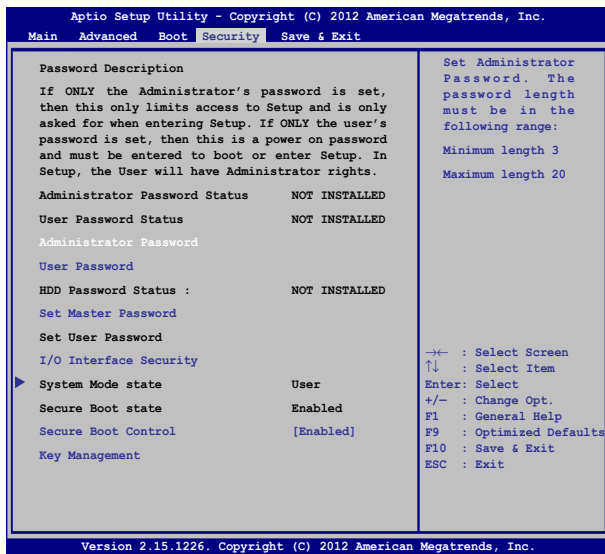 Aptio Setup Utility - Copyright (C) 2012 American Megatrends, Inc.
Main Advanced Boot Security Save & Exit
Password Description
If ONLY the Administrator's password is set,
then this only limits access to Setup and is only
asked for when entering Setup. If ONLY the user's
password is set, then this is a power on password
and must be entered to boot or enter Setup. In
Setup, the User will have Administrator rights.
Administrator Password Status NOT INSTALLED
User Password Status NOT INSTALLED
Administrator Password
User Password
HDD Password Status : NOT INSTALLED
Set Master Password
Set User Password
I/O Interface Security
System Mode state User
Secure Boot state Enabled
Secure Boot Control [Enabled]
Key Management
Set Administrator
Password. The
password length
must be in the
following range:
Minimum length 3
Maximum length 20
→← : Select Screen
↑↓ : Select Item
Enter: Select
+/— : Change Opt.
F1 : General Help
F9 : Optimized Defaults
F10 : Save & Exit
ESC : Exit
Version 2.15.1226. Copyright (C) 2012 American Megatrends, Inc.